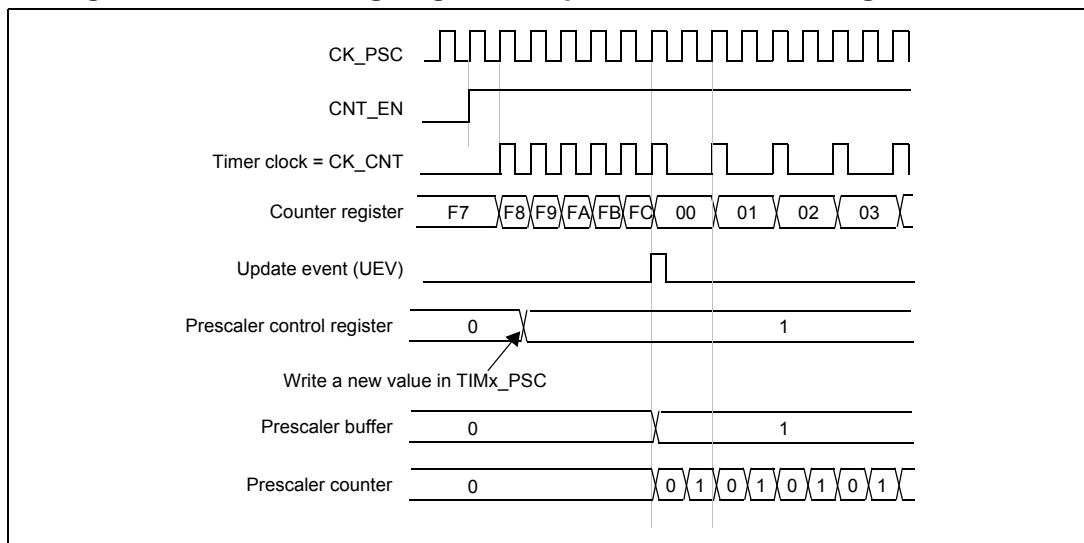 CK_PSC
CNT_EN
Timer clock = CK_CNT
Counter register F7 F8 F9 FA FB FC 00 01 02 03
Update event (UEV)
Prescaler control register 0 1
Write a new value in TIMx_PSC
Prescaler buffer 0 1
Prescaler counter 0 0 1 0 1 0 1 0 1